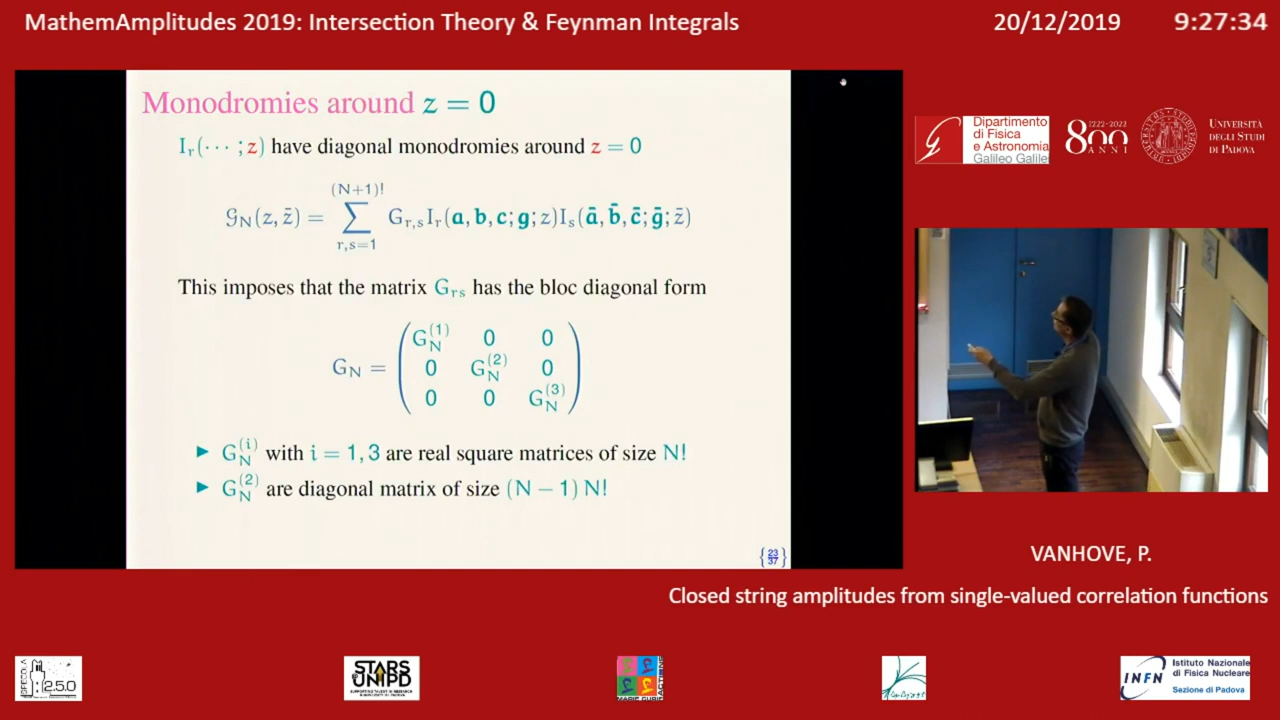 MathemAmplitudes 2019: Intersection Theory & Feynman Integrals
20/12/2019
9:27:34
Monodromies around z = 0
I_r(⋯ ; z) have diagonal monodromies around z = 0
𝒢_N(z, z̄) = ∑_{r,s=1}^{(N+1)!} G_{r,s} I_r(a, b, c; g; z) I_s(ā, b̄, c̄; ḡ; z̄)
This imposes that the matrix G_{rs} has the bloc diagonal form
G_N = ( G_N^{(1)} 0 0
0 G_N^{(2)} 0
0 0 G_N^{(3)} )
► G_N^{(i)} with i = 1, 3 are real square matrices of size N!
► G_N^{(2)} are diagonal matrix of size (N − 1) N!
{23/37}
Dipartimento
di Fisica
e Astronomia
Galileo Galile
1222-2022
800
ANNI
UNIVERSITÀ
DEGLI STUDI
DI PADOVA
VANHOVE, P.
Closed string amplitudes from single-valued correlation functions
2.5.0
STARS
UNIPD
INFN
Istituto Nazionale
di Fisica Nucleare
Sezione di Padova